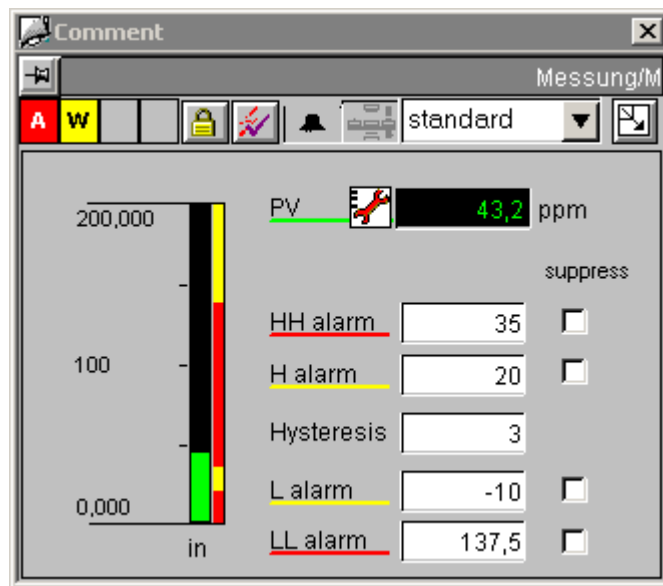 Comment
Messung/M
A W standard
200,000
100
0,000
in
PV 43,2 ppm
suppress
HH alarm 35
H alarm 20
Hysteresis 3
L alarm -10
LL alarm 137,5